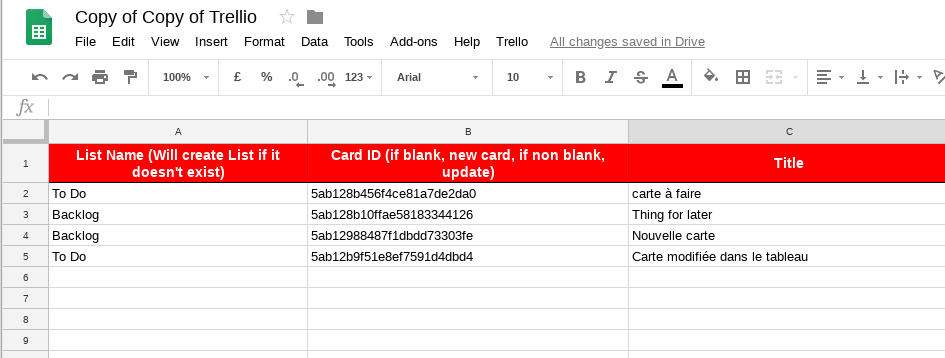 Copy of Copy of Trellio
File Edit View Insert Format Data Tools Add-ons Help Trello All changes saved in Drive
100% £ % .0 .00 123 Arial 10 B I S A
fx
A B C
1 List Name (Will create List if it doesn't exist) Card ID (if blank, new card, if non blank, update) Title
2 To Do 5ab128b456f4ce81a7de2da0 carte à faire
3 Backlog 5ab128b10ffae58183344126 Thing for later
4 Backlog 5ab12988487f1dbdd73303fe Nouvelle carte
5 To Do 5ab12b9f51e8ef7591d4dbd4 Carte modifiée dans le tableau
6
7
8
9